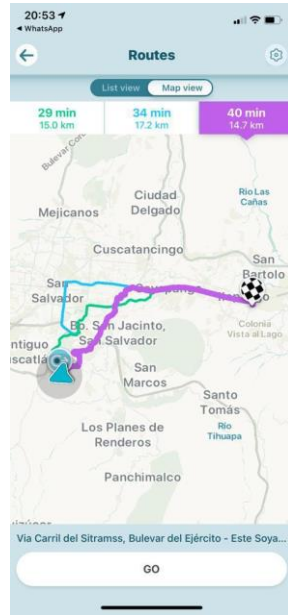 20:53
WhatsApp
Routes
List view Map view
29 min
15.0 km
34 min
17.2 km
40 min
14.7 km
Bulevar
Ciudad
Delgado
Rio Las
Cañas
Mejicanos
Cuscatancingo
San
Bartolo
San
Salvador
Colonia
Vista al Lago
Bo. San Jacinto,
San Salvador
ntiguo
San
Marcos
Santo
Tomás
Río
Tihuapa
Los Planes de
Renderos
Panchimalco
Via Carril del Sitramss, Bulevar del Ejército - Este Soya...
GO